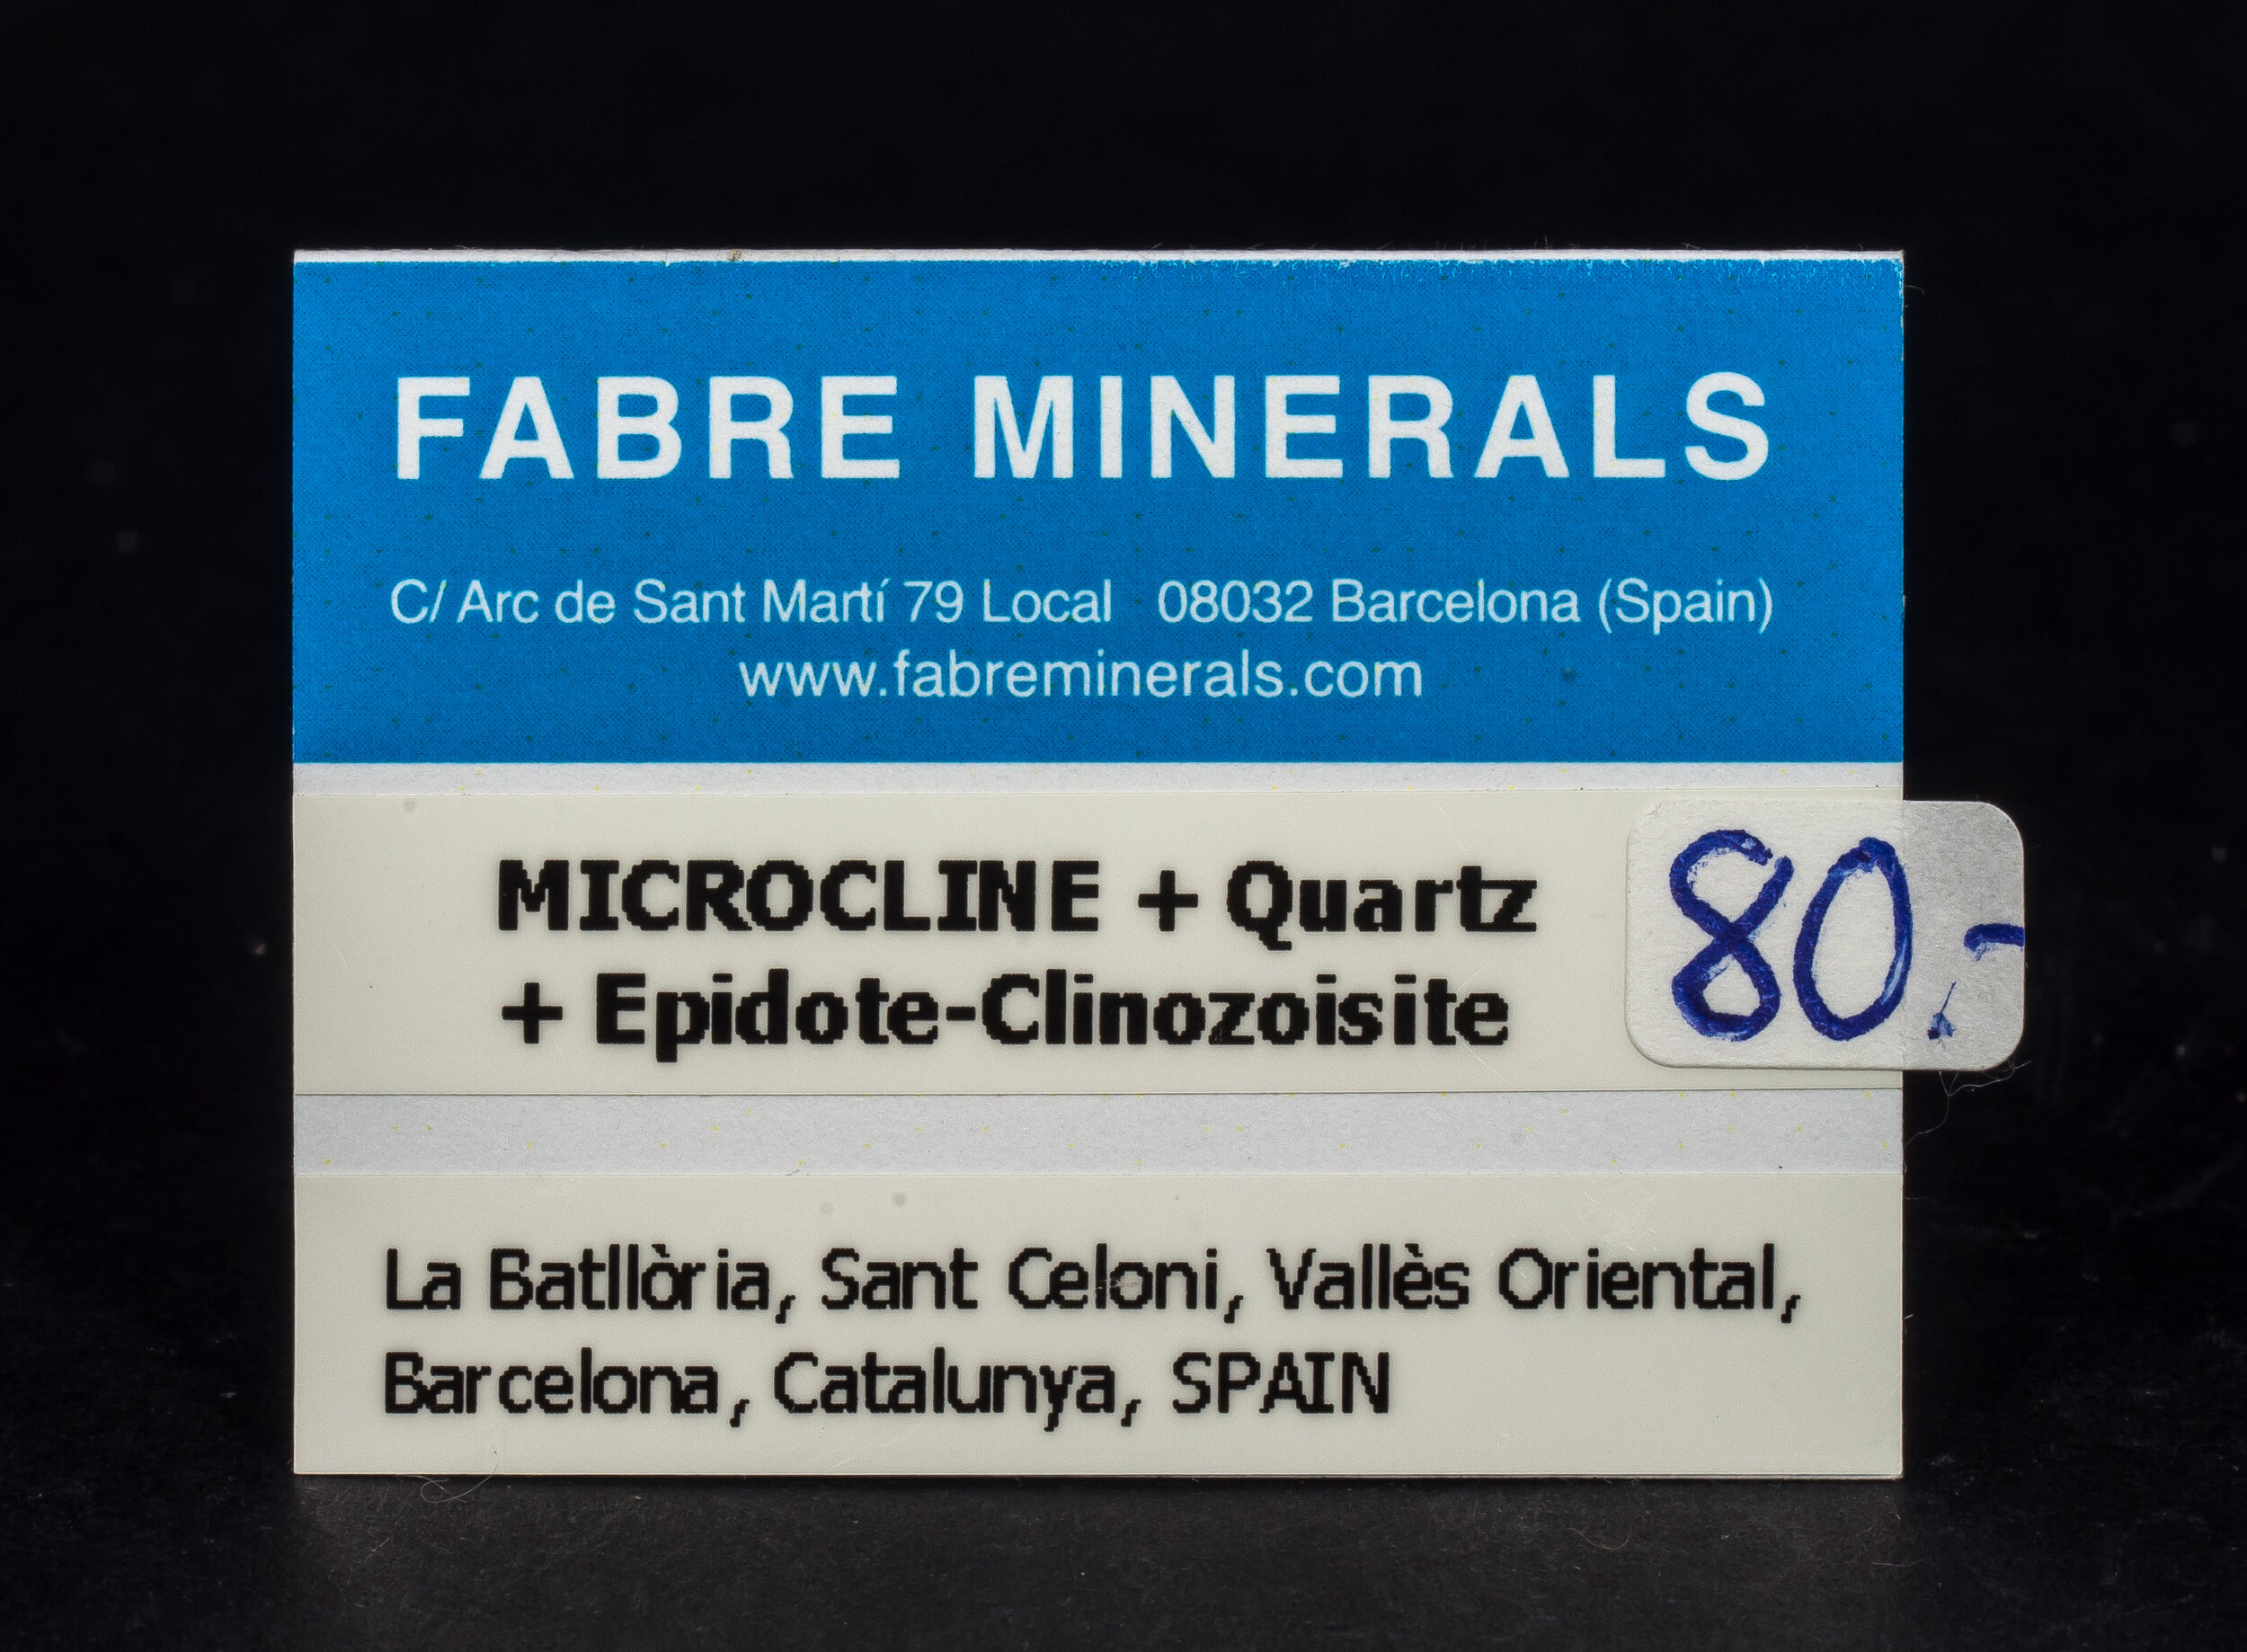 FABRE MINERALS
C/ Arc de Sant Martí 79 Local 08032 Barcelona (Spain)
www.fabreminerals.com
MICROCLINE + Quartz
+ Epidote-Clinozoisite
80.-
La Batllòria, Sant Celoni, Vallès Oriental,
Barcelona, Catalunya, SPAIN